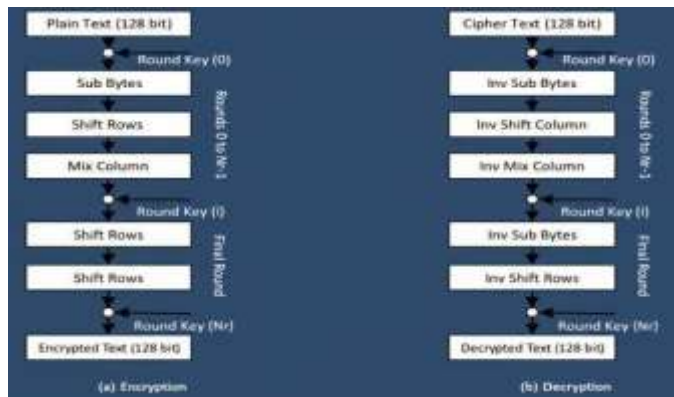 Plain Text (128 bit)
Round Key (0)
Sub Bytes
Shift Rows
Mix Column
Rounds 0 to Nr-1
Round Key (i)
Shift Rows
Shift Rows
Final Round
Round Key (Nr)
Encrypted Text (128 bit)
(a) Encryption
Cipher Text (128 bit)
Round Key (0)
Inv Sub Bytes
Inv Shift Column
Inv Mix Column
Rounds 0 to Nr-1
Round Key (i)
Inv Sub Bytes
Inv Shift Rows
Final Round
Round Key (Nr)
Decrypted Text (128 bit)
(b) Decryption